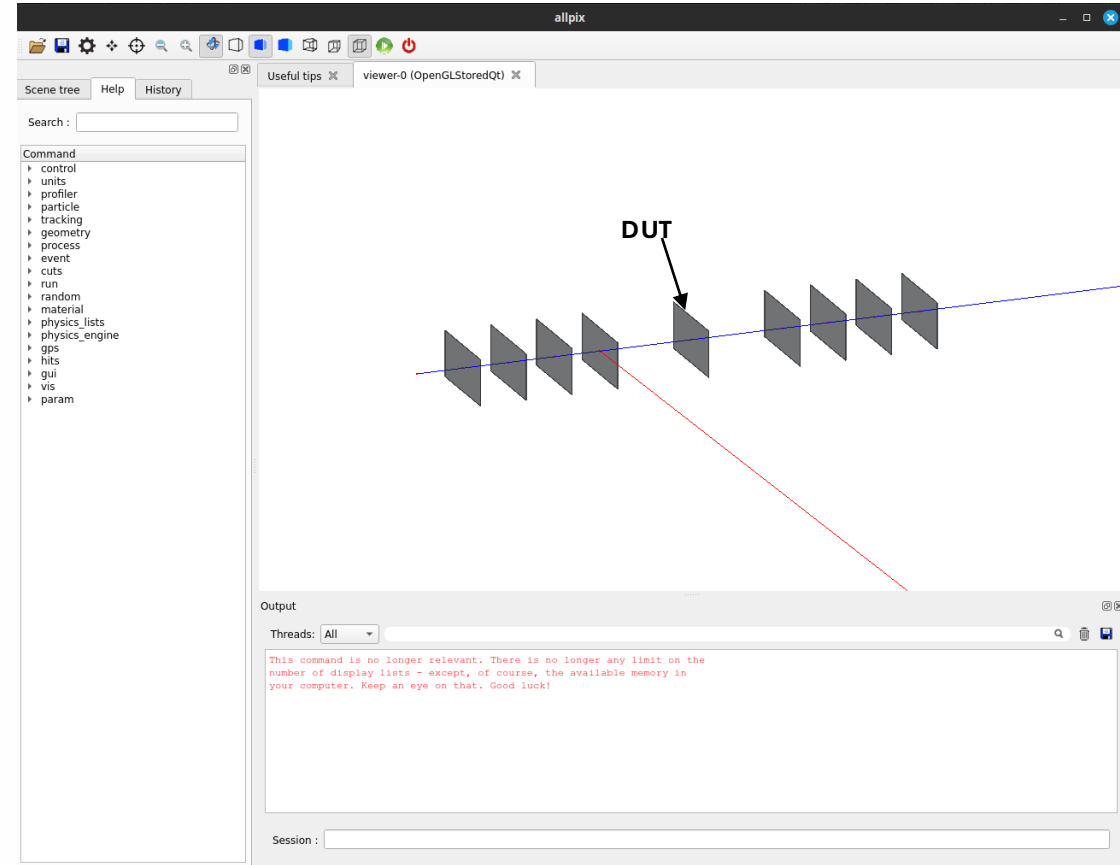 allpix
Useful tips
viewer-0 (OpenGLStoredQt)
Scene tree
Help
History
Search :
Command
control
units
profiler
particle
tracking
geometry
process
event
cuts
run
random
material
physics_lists
physics_engine
gps
hits
gui
vis
param
DUT
Output
Threads:
All
This command is no longer relevant. There is no longer any limit on the
number of display lists - except, of course, the available memory in
your computer. Keep an eye on that. Good luck!
Session :